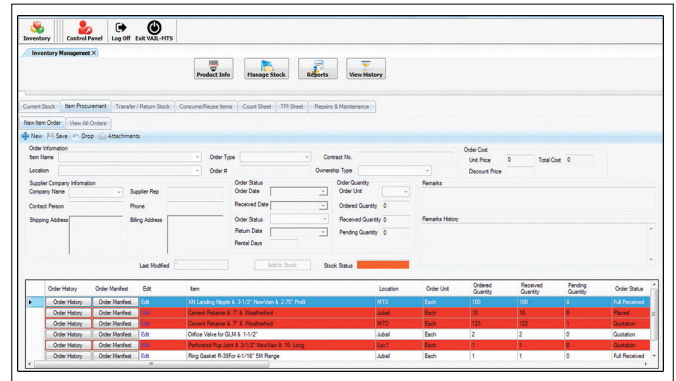 Inventory Control Panel Log Off Exit VAIL-MTS
Inventory Management X
Product Info Manage Stock Reports View History
Current Stock Item Procurement Transfer / Return Stock Consume/Reuse Items Count Sheet TPI Sheet Repairs & Maintenance
New Item Order View All Orders
New Save Drop Attachments
Order Information Order Cost
Item Name Order Type Contract No. Unit Price 0 Total Cost 0
Location Order # Ownership Type Discount Price
Supplier Company Information Order Status Order Quantity Remarks
Company Name Supplier Rep Order Date Order Unit
Contact Person Phone Received Date Ordered Quantity 0
Shipping Address Billing Address Order Status Received Quantity 0 Remarks History
Return Date Pending Quantity 0
Rental Days
Last Modified Add to Stock Stock Status
Order History Order Manifest Edit Item Location Order Unit Ordered Quantity Received Quantity Pending Quantity Order Status
Order History Order Manifest Edit XN Landing Nipple & 3-1/2" NewVam & 2.75" Profil MTS Each 100 100 0 Full Received
Order History Order Manifest Edit Cement Retainer & 7" & Weatherford Jubail Each 10 10 0 Placed
Order History Order Manifest Edit Cement Retainer & 7" & Weatherford MTD Each 123 122 1 Quotation
Order History Order Manifest Edit Orifice Valve for GLM & 1-1/2" Jubail Each 2 2 0 Quotation
Order History Order Manifest Edit Perforated Pup Joint & 3-1/2" NewVam & 10 Long Loc1 Each 1 1 0 Quotation
Order History Order Manifest Edit Ring Gasket R-39For 4-1/16" 5M Range Jubail Each 1 1 0 Full Received